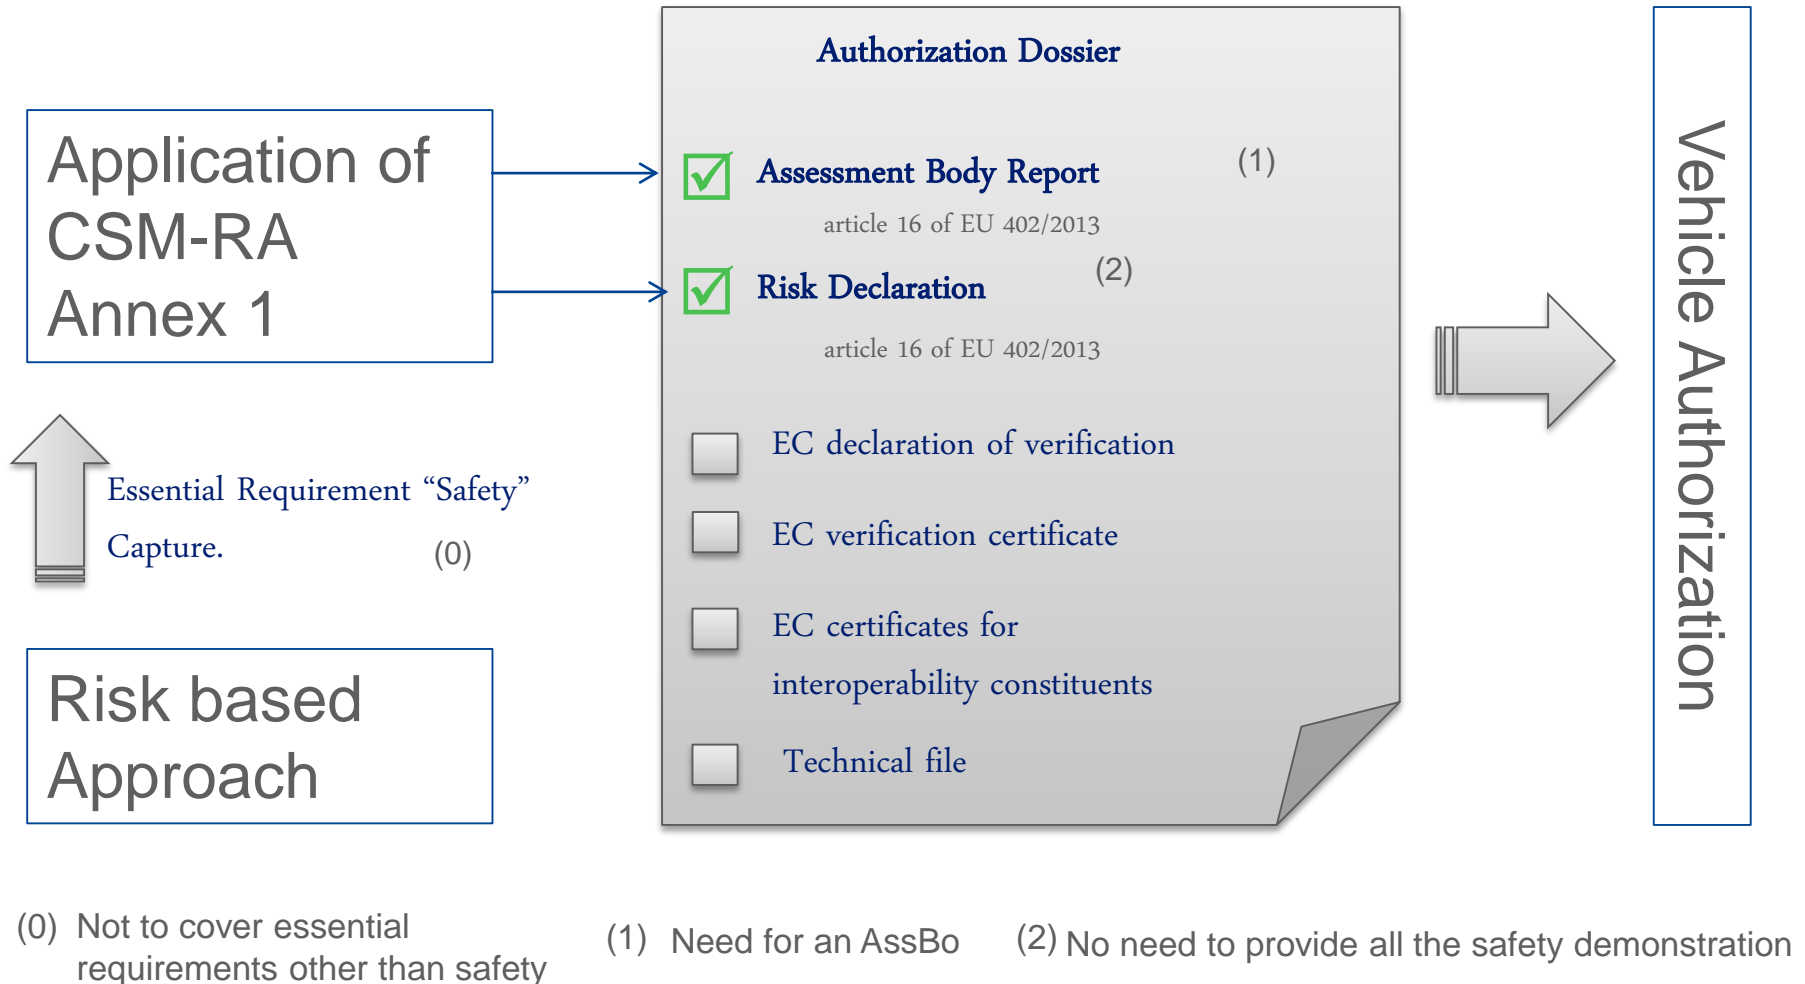 Application of
CSM-RA
Annex 1
Essential Requirement “Safety”
Capture. (0)
Risk based
Approach
Authorization Dossier
Assessment Body Report (1)
article 16 of EU 402/2013
Risk Declaration (2)
article 16 of EU 402/2013
EC declaration of verification
EC verification certificate
EC certificates for
interoperability constituents
Technical file
Vehicle Authorization
(0) Not to cover essential
requirements other than safety
(1) Need for an AssBo
(2) No need to provide all the safety demonstration